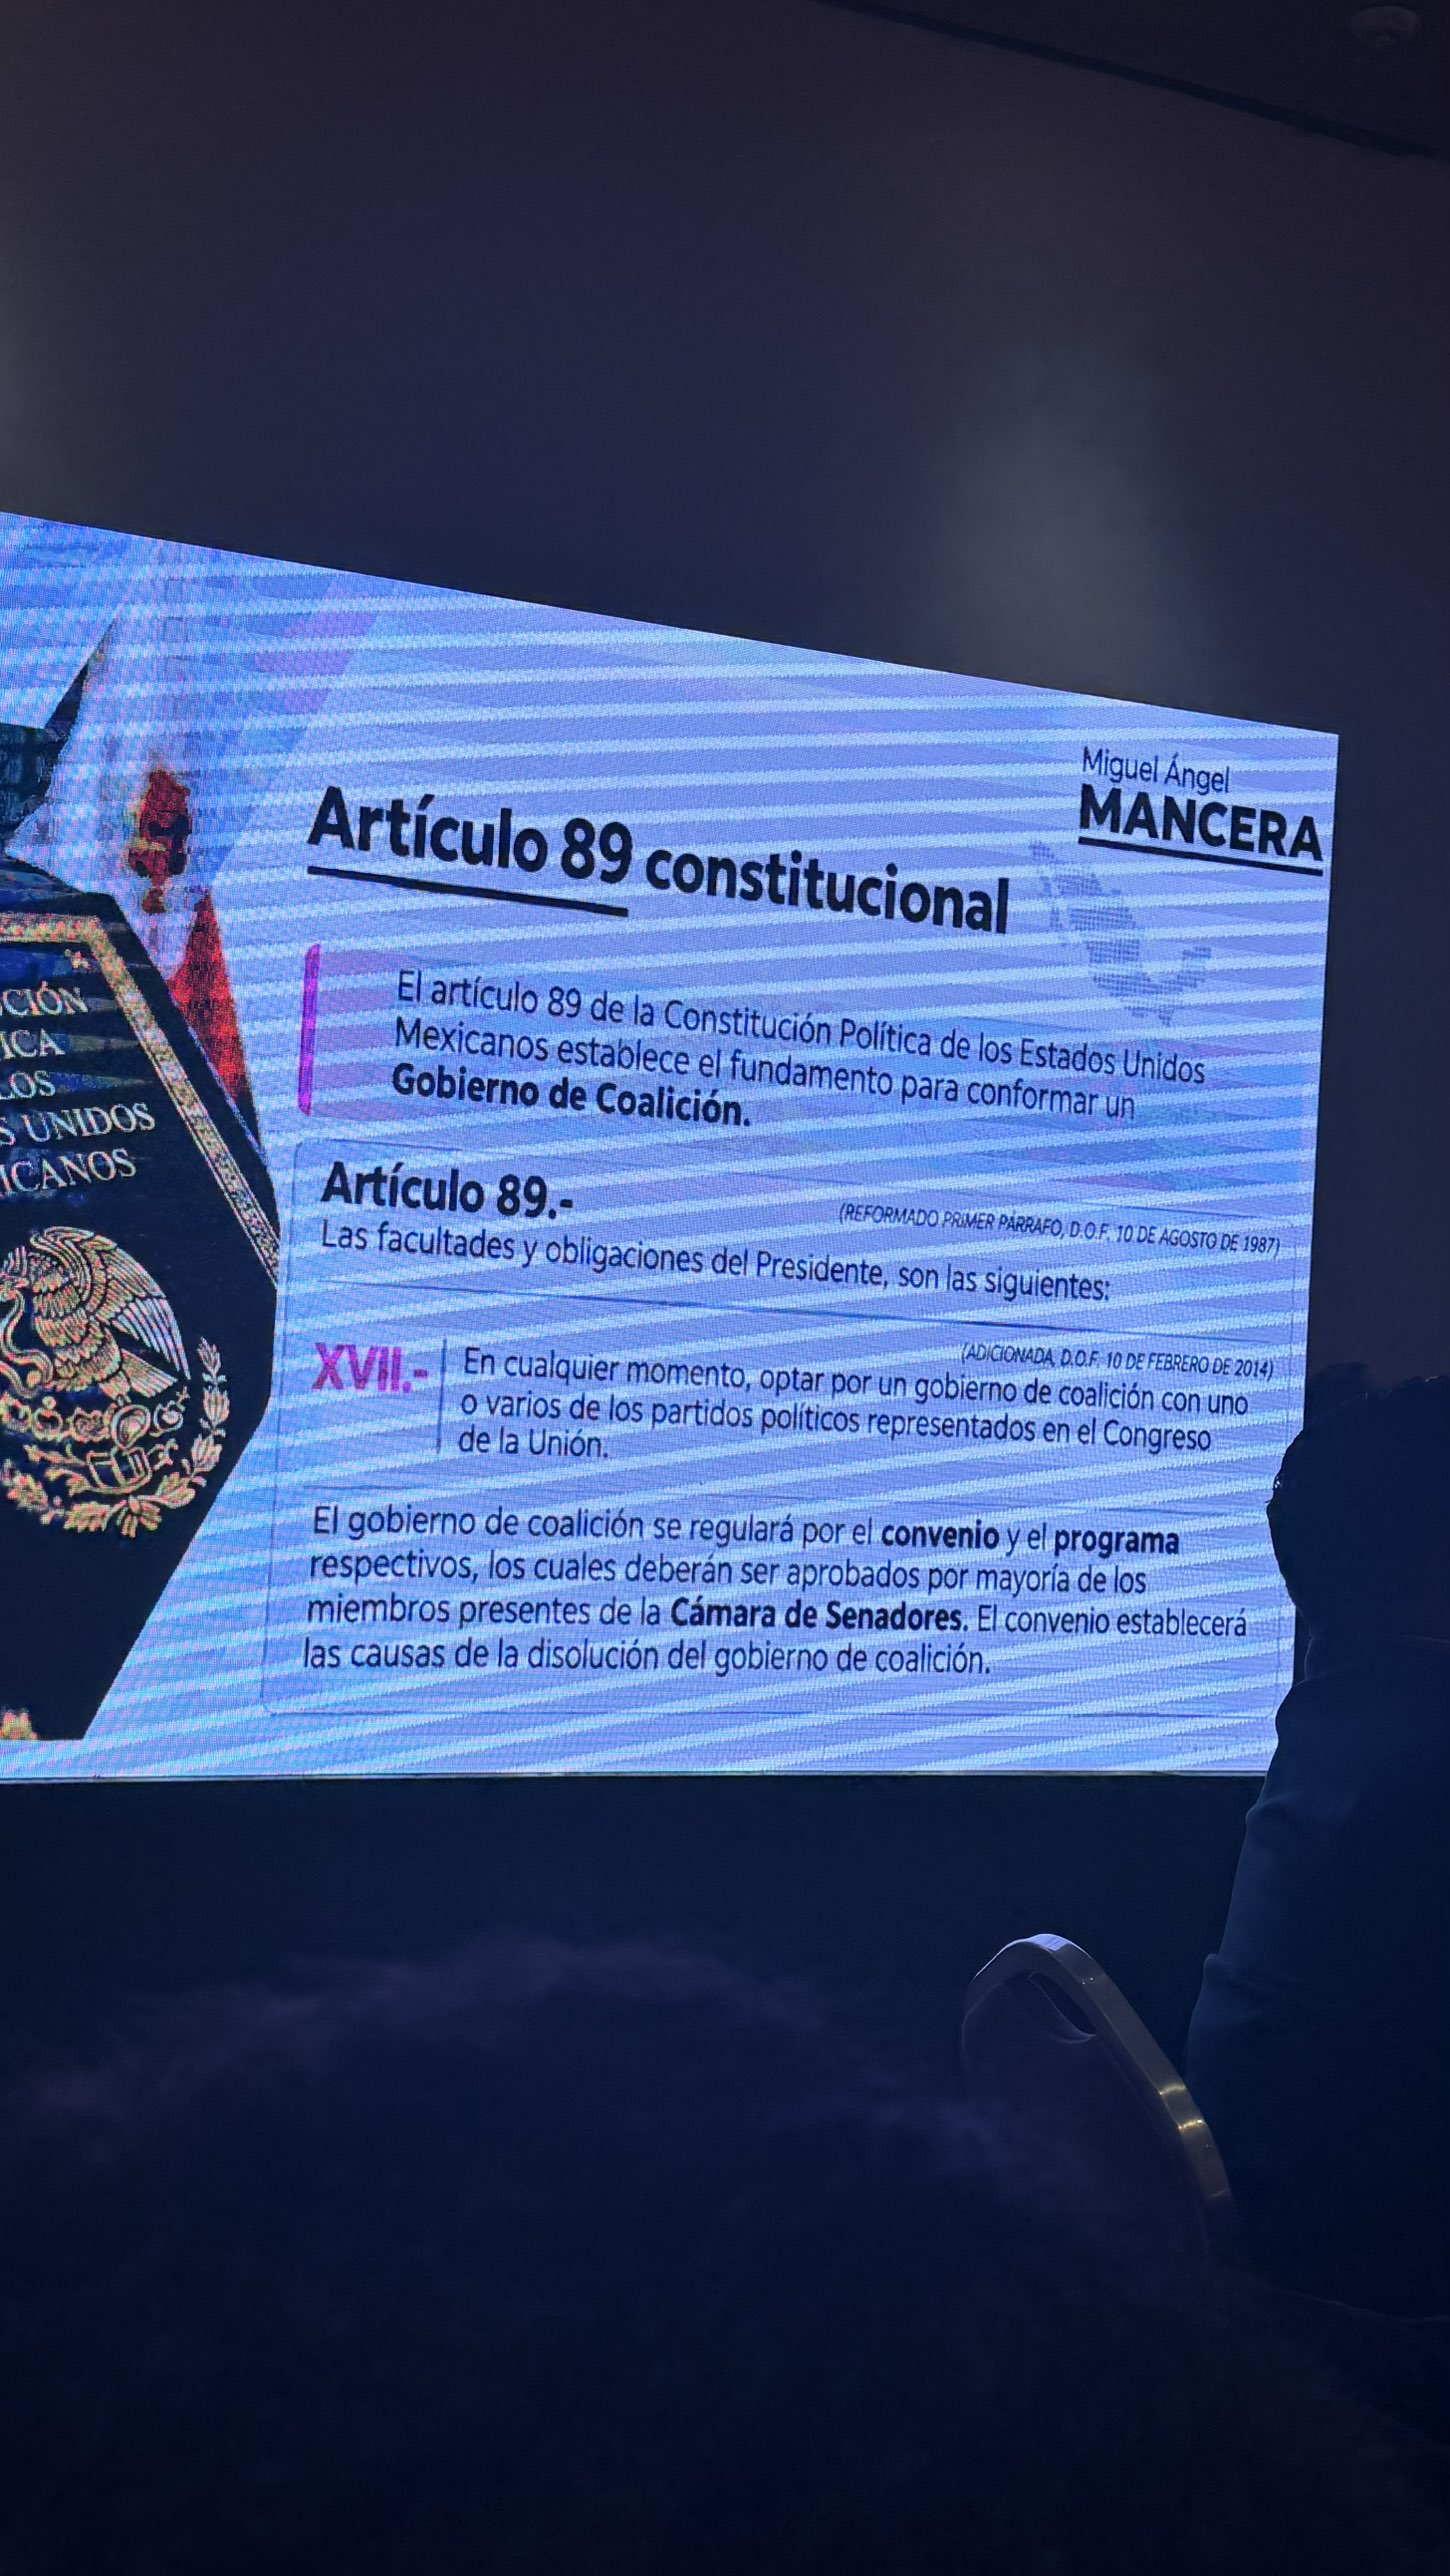 Miguel Ángel
MANCERA
Artículo 89 constitucional
El artículo 89 de la Constitución Política de los Estados Unidos
Mexicanos establece el fundamento para conformar un
Gobierno de Coalición.
Artículo 89.-
(REFORMADO PRIMER PÁRRAFO, D.O.F. 10 DE AGOSTO DE 1987)
Las facultades y obligaciones del Presidente, son las siguientes:
(ADICIONADA, D.O.F. 10 DE FEBRERO DE 2014)
XVII.- En cualquier momento, optar por un gobierno de coalición con uno
o varios de los partidos políticos representados en el Congreso
de la Unión.
El gobierno de coalición se regulará por el convenio y el programa
respectivos, los cuales deberán ser aprobados por mayoría de los
miembros presentes de la Cámara de Senadores. El convenio establecerá
las causas de la disolución del gobierno de coalición.
CIÓN
ICA
LOS
S UNIDOS
ICANOS